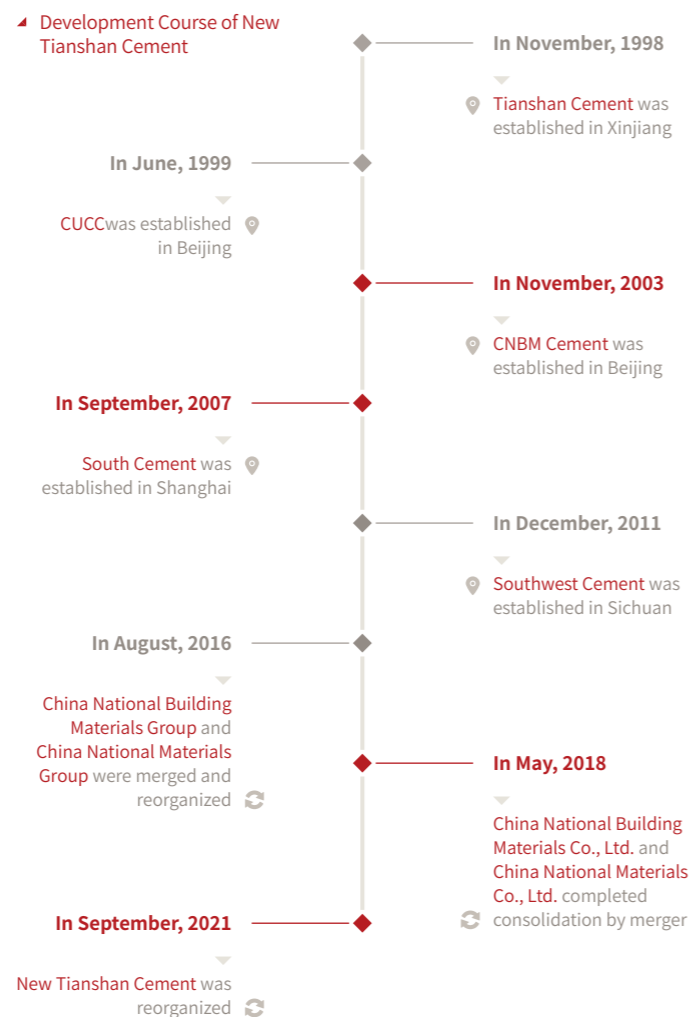 Development Course of New
Tianshan Cement
In November, 1998
Tianshan Cement was
established in Xinjiang
In June, 1999
CUCCwas established
in Beijing
In November, 2003
CNBM Cement was
established in Beijing
In September, 2007
South Cement was
established in Shanghai
In December, 2011
Southwest Cement was
established in Sichuan
In August, 2016
China National Building
Materials Group and
China National Materials
Group were merged and
reorganized
In May, 2018
China National Building
Materials Co., Ltd. and
China National Materials
Co., Ltd. completed
consolidation by merger
In September, 2021
New Tianshan Cement was
reorganized